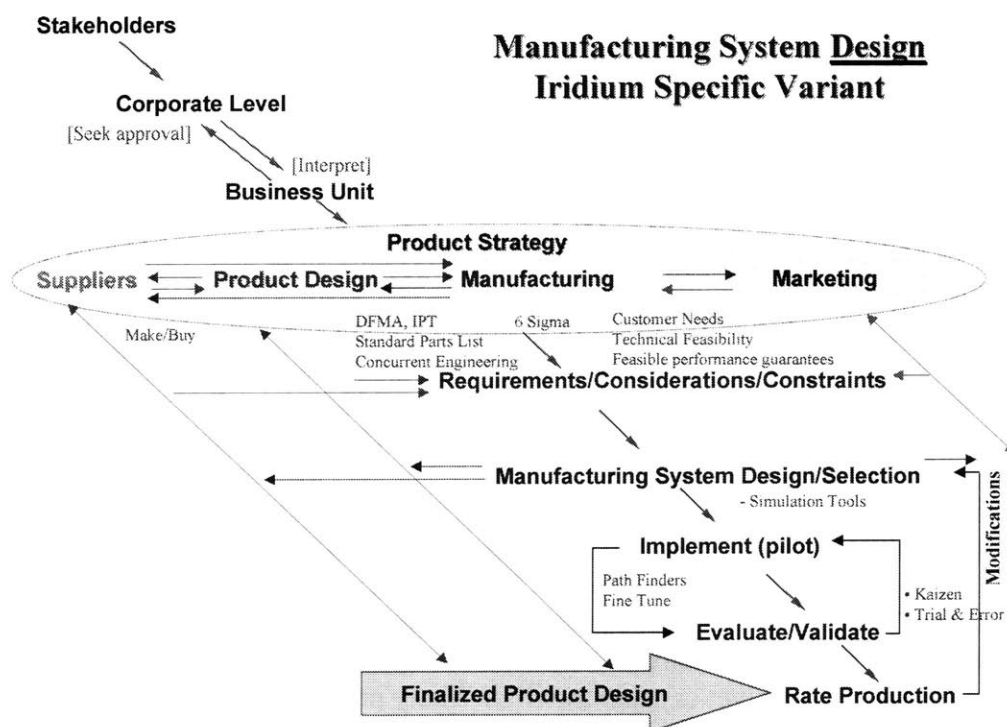 Stakeholders
Manufacturing System Design
Iridium Specific Variant
Corporate Level
[Seek approval]
[Interpret]
Business Unit
Product Strategy
Suppliers
Product Design
Manufacturing
Marketing
Make/Buy
DFMA, IPT
Standard Parts List
Concurrent Engineering
6 Sigma
Customer Needs
Technical Feasibility
Feasible performance guarantees
Requirements/Considerations/Constraints
Manufacturing System Design/Selection
- Simulation Tools
Modifications
Implement (pilot)
Path Finders
Fine Tune
• Kaizen
• Trial & Error
Evaluate/Validate
Finalized Product Design
Rate Production